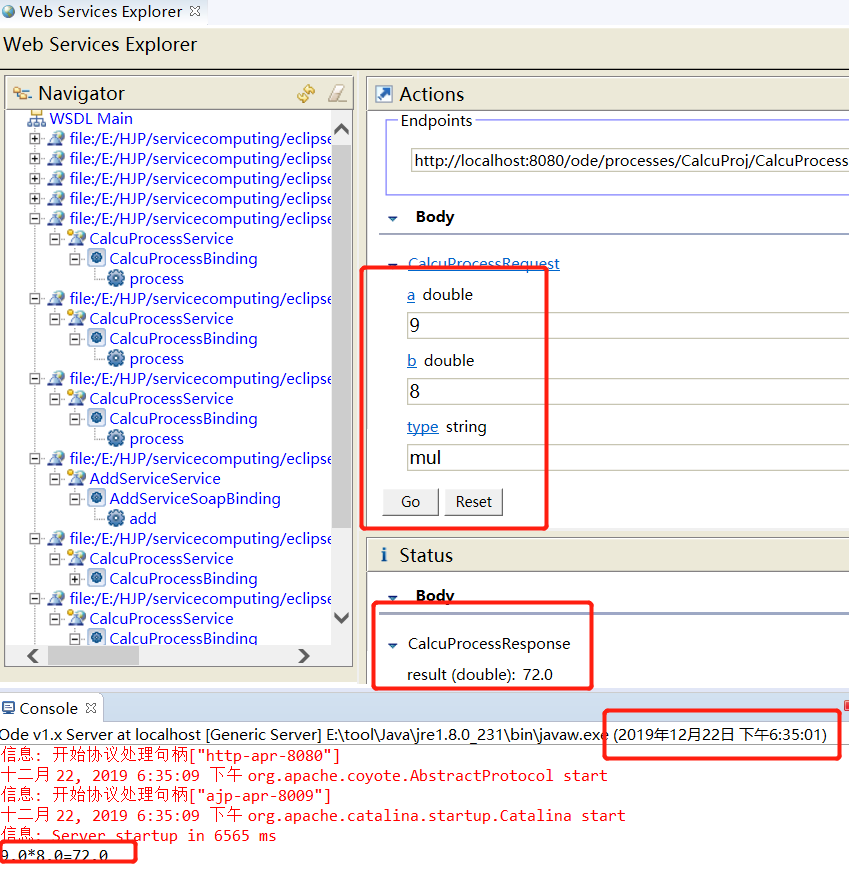 Web Services Explorer
Web Services Explorer
Navigator
WSDL Main
file:/E:/HJP/servicecomputing/eclipse
file:/E:/HJP/servicecomputing/eclipse
file:/E:/HJP/servicecomputing/eclipse
file:/E:/HJP/servicecomputing/eclipse
file:/E:/HJP/servicecomputing/eclipse
CalcuProcessService
CalcuProcessBinding
process
file:/E:/HJP/servicecomputing/eclipse
CalcuProcessService
CalcuProcessBinding
process
file:/E:/HJP/servicecomputing/eclipse
CalcuProcessService
CalcuProcessBinding
process
file:/E:/HJP/servicecomputing/eclipse
AddServiceService
AddServiceSoapBinding
add
file:/E:/HJP/servicecomputing/eclipse
CalcuProcessService
CalcuProcessBinding
file:/E:/HJP/servicecomputing/eclipse
CalcuProcessService
CalcuProcessBinding
Actions
Endpoints
http://localhost:8080/ode/processes/CalcuProj/CalcuProcess
Body
CalcuProcessRequest
a double
9
b double
8
type string
mul
Go Reset
Status
Body
CalcuProcessResponse
result (double): 72.0
Console
Ode v1.x Server at localhost [Generic Server] E:\tool\Java\jre1.8.0_231\bin\javaw.exe (2019年12月22日 下午6:35:01)
信息: 开始协议处理句柄["http-apr-8080"]
十二月 22, 2019 6:35:09 下午 org.apache.coyote.AbstractProtocol start
信息: 开始协议处理句柄["ajp-apr-8009"]
十二月 22, 2019 6:35:09 下午 org.apache.catalina.startup.Catalina start
信息: Server startup in 6565 ms
9.0*8.0=72.0